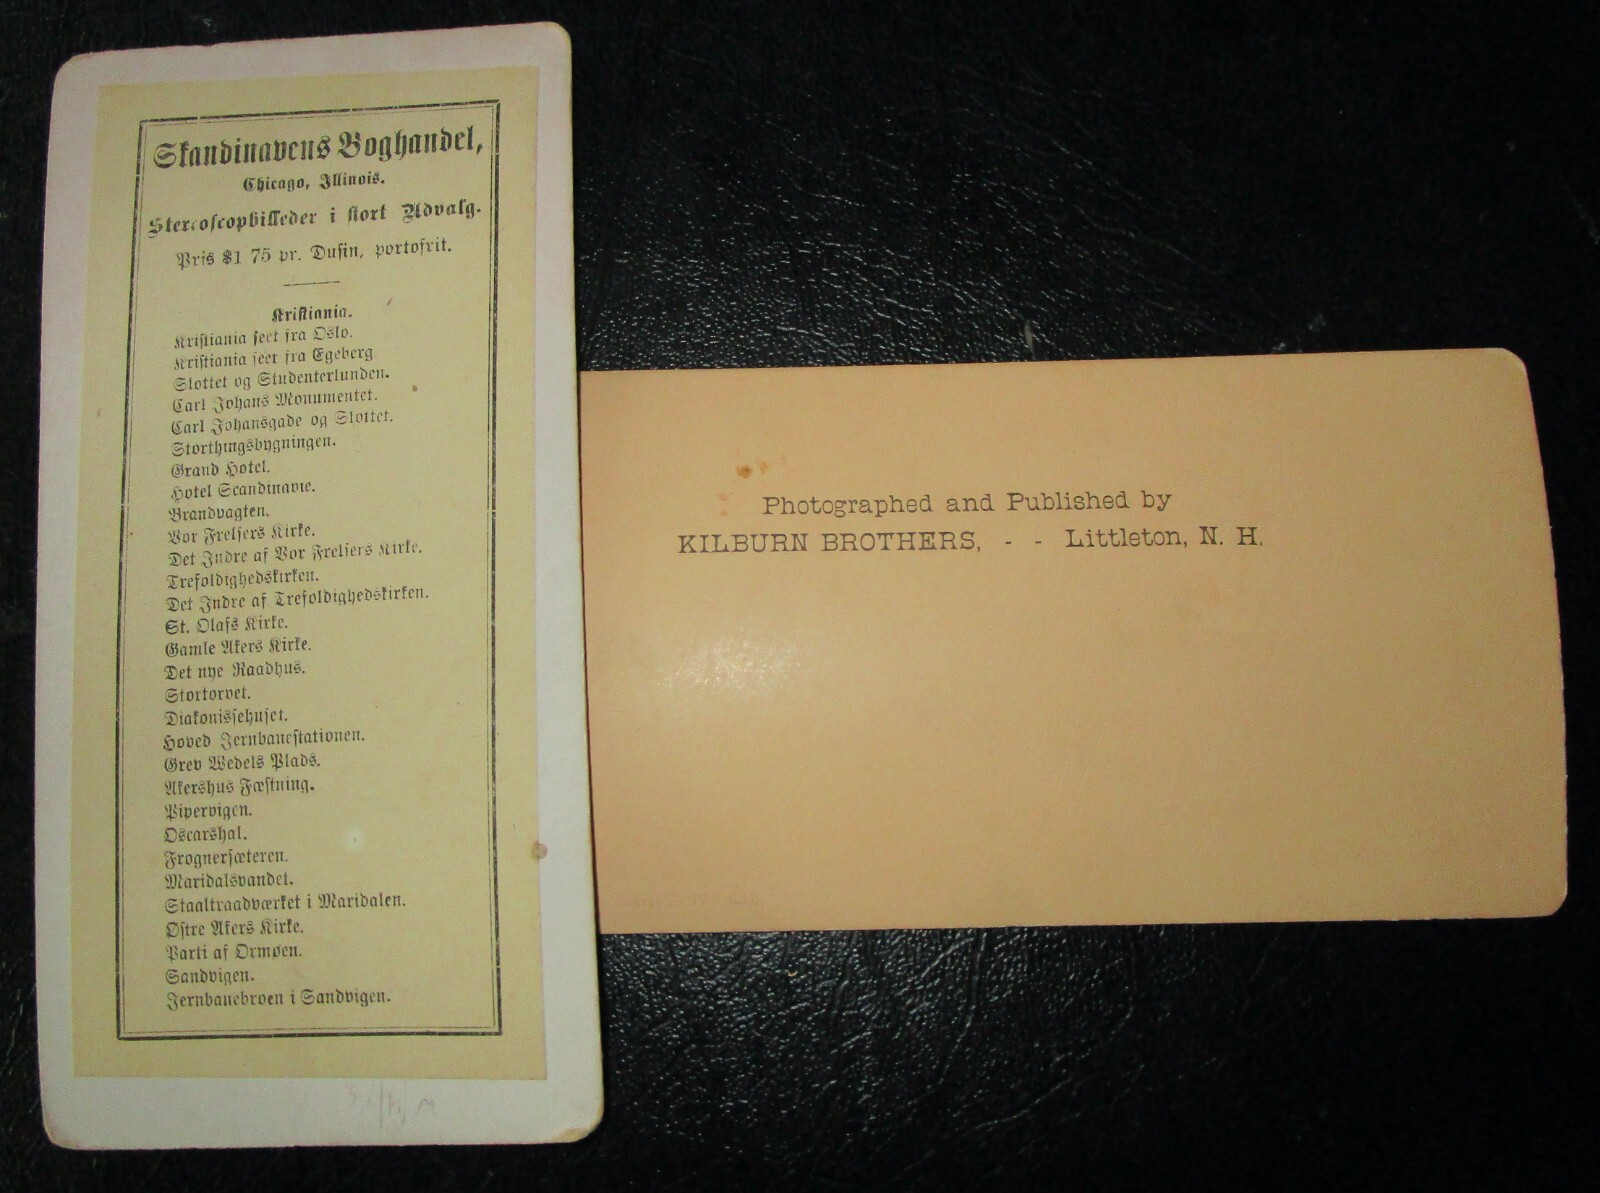 Skandinavens Boghandel,
Chicago, Illinois.
Stereoscopbilleder i stort Udvalg.
Pris $1 75 pr. Dusin, portofrit.
Kristiania.
Kristiania seet fra Oslo.
Kristiania seet fra Egeberg
Slottet og Studenterlunden.
Carl Johans Monumentet.
Carl Johansgade og Slottet.
Storthingsbygningen.
Grand Hotel.
Hotel Scandinavie.
Brandvagten.
Vor Frelsers Kirke.
Det Indre af Vor Frelsers Kirke.
Trefoldighedskirken.
Det Indre af Trefoldighedskirken.
St. Olafs Kirke.
Gamle Akers Kirke.
Det nye Raadhus.
Stortorvet.
Diakonissehuset.
Hoved Jernbanestationen.
Grev Wedels Plads.
Akershus Fæstning.
Pipervigen.
Oscarshal.
Frognersæteren.
Maridalsvandet.
Staaltraadværket i Maridalen.
Østre Akers Kirke.
Parti af Ormøen.
Sandvigen.
Jernbanebroen i Sandvigen.
Photographed and Published by
KILBURN BROTHERS, - - Littleton, N. H.